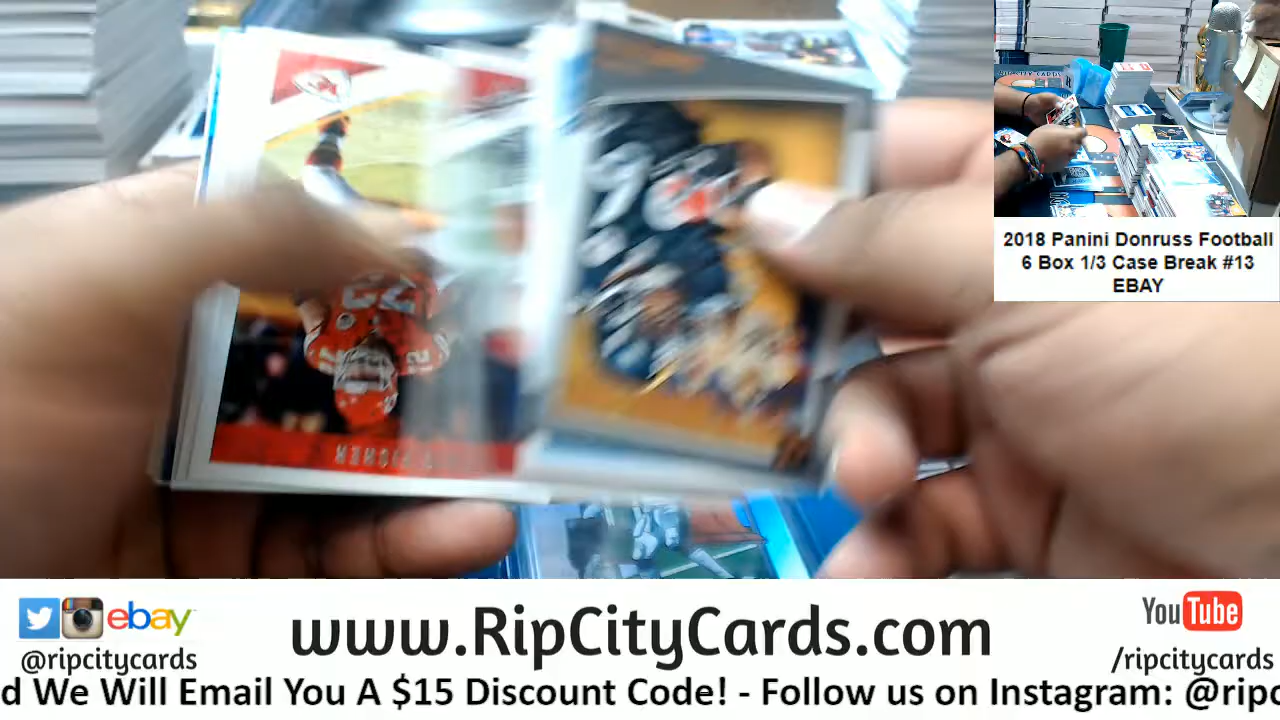 2018 Panini Donruss Football
6 Box 1/3 Case Break #13
EBAY
ebay
@ripcitycards
www.RipCityCards.com
YouTube
/ripcitycards
d We Will Email You A $15 Discount Code! - Follow us on Instagram: @ripc